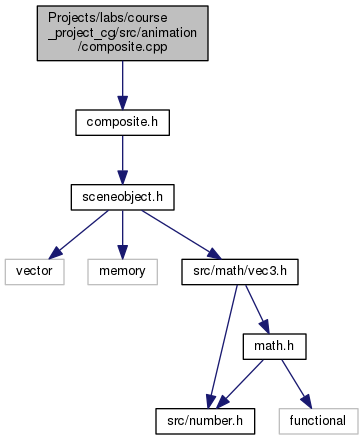 Projects/labs/course
_project_cg/src/animation
/composite.cpp
composite.h
sceneobject.h
vector
memory
src/math/vec3.h
math.h
src/number.h
functional